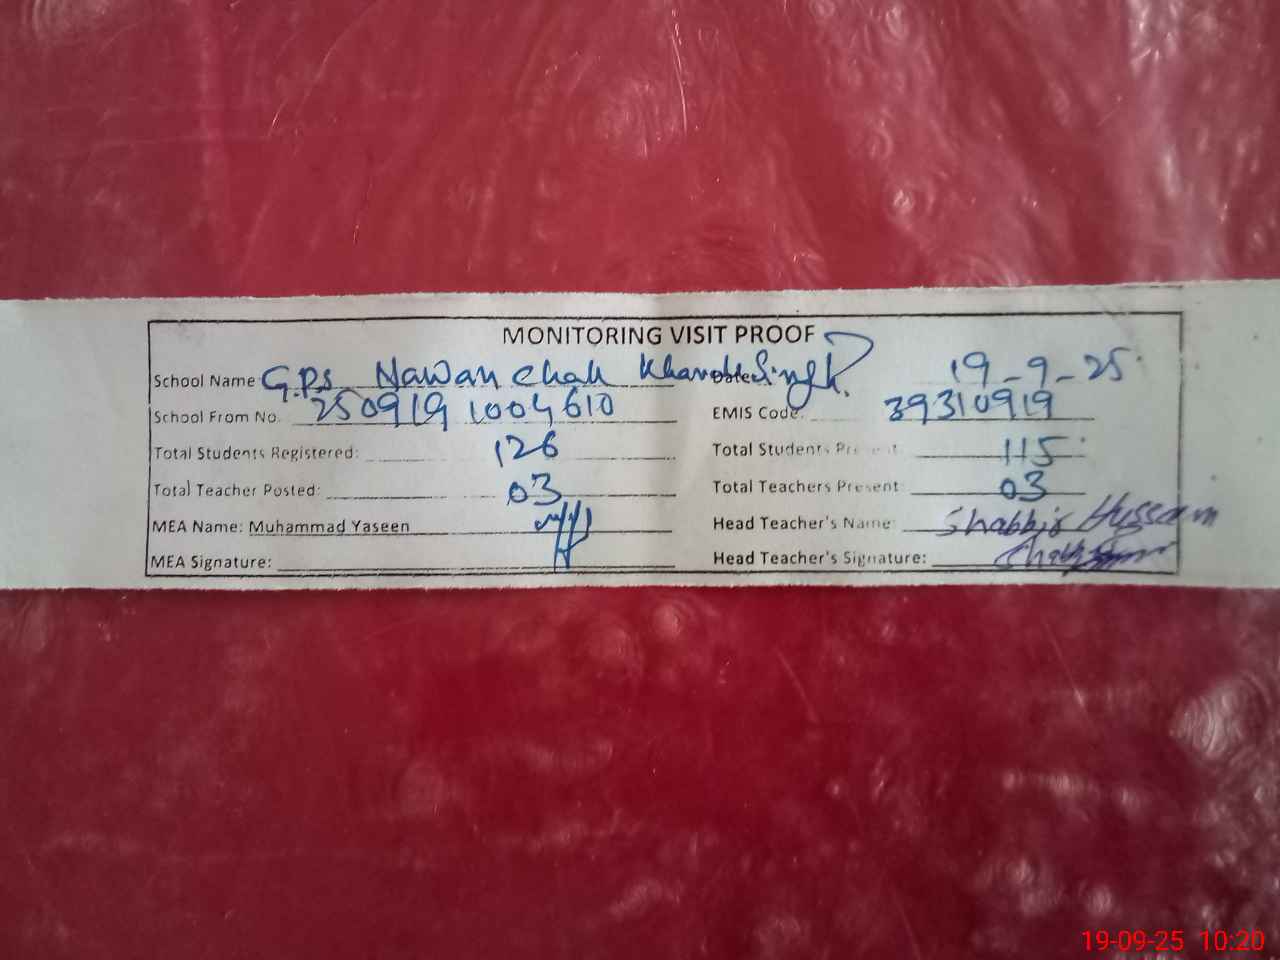 MONITORING VISIT PROOF
School Name G.P.S Nawan Chak Kharak Singh. Date: 19-9-25
School From No. 250919 1004610 EMIS Code: 39310919
Total Students Registered: 126 Total Students Present 115
Total Teacher Posted: 03 Total Teachers Present 03
MEA Name: Muhammad Yaseen Head Teacher's Name: Shabbir Hussain
MEA Signature: Head Teacher's Signature:
19-09-25 10:20